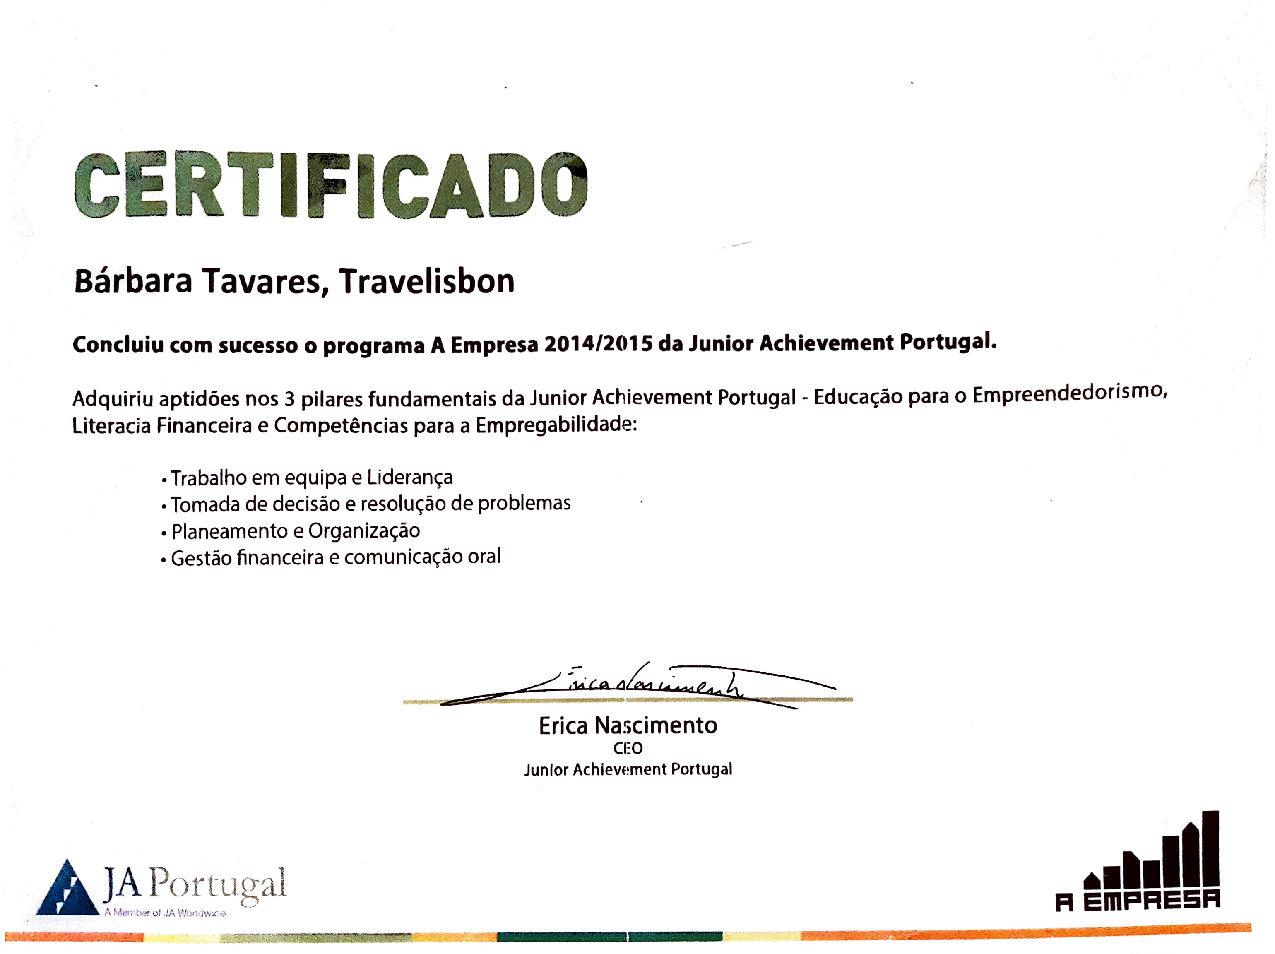 CERTIFICADO
Bárbara Tavares, Travelisbon
Concluiu com sucesso o programa A Empresa 2014/2015 da Junior Achievement Portugal.
Adquiriu aptidões nos 3 pilares fundamentais da Junior Achievement Portugal - Educação para o Empreendedorismo,
Literacia Financeira e Competências para a Empregabilidade:
• Trabalho em equipa e Liderança
• Tomada de decisão e resolução de problemas
• Planeamento e Organização
• Gestão financeira e comunicação oral
Erica Nascimento
Erica Nascimento
CEO
Junior Achievement Portugal
JA Portugal
A Member of JA Worldwide
A EMPRESA